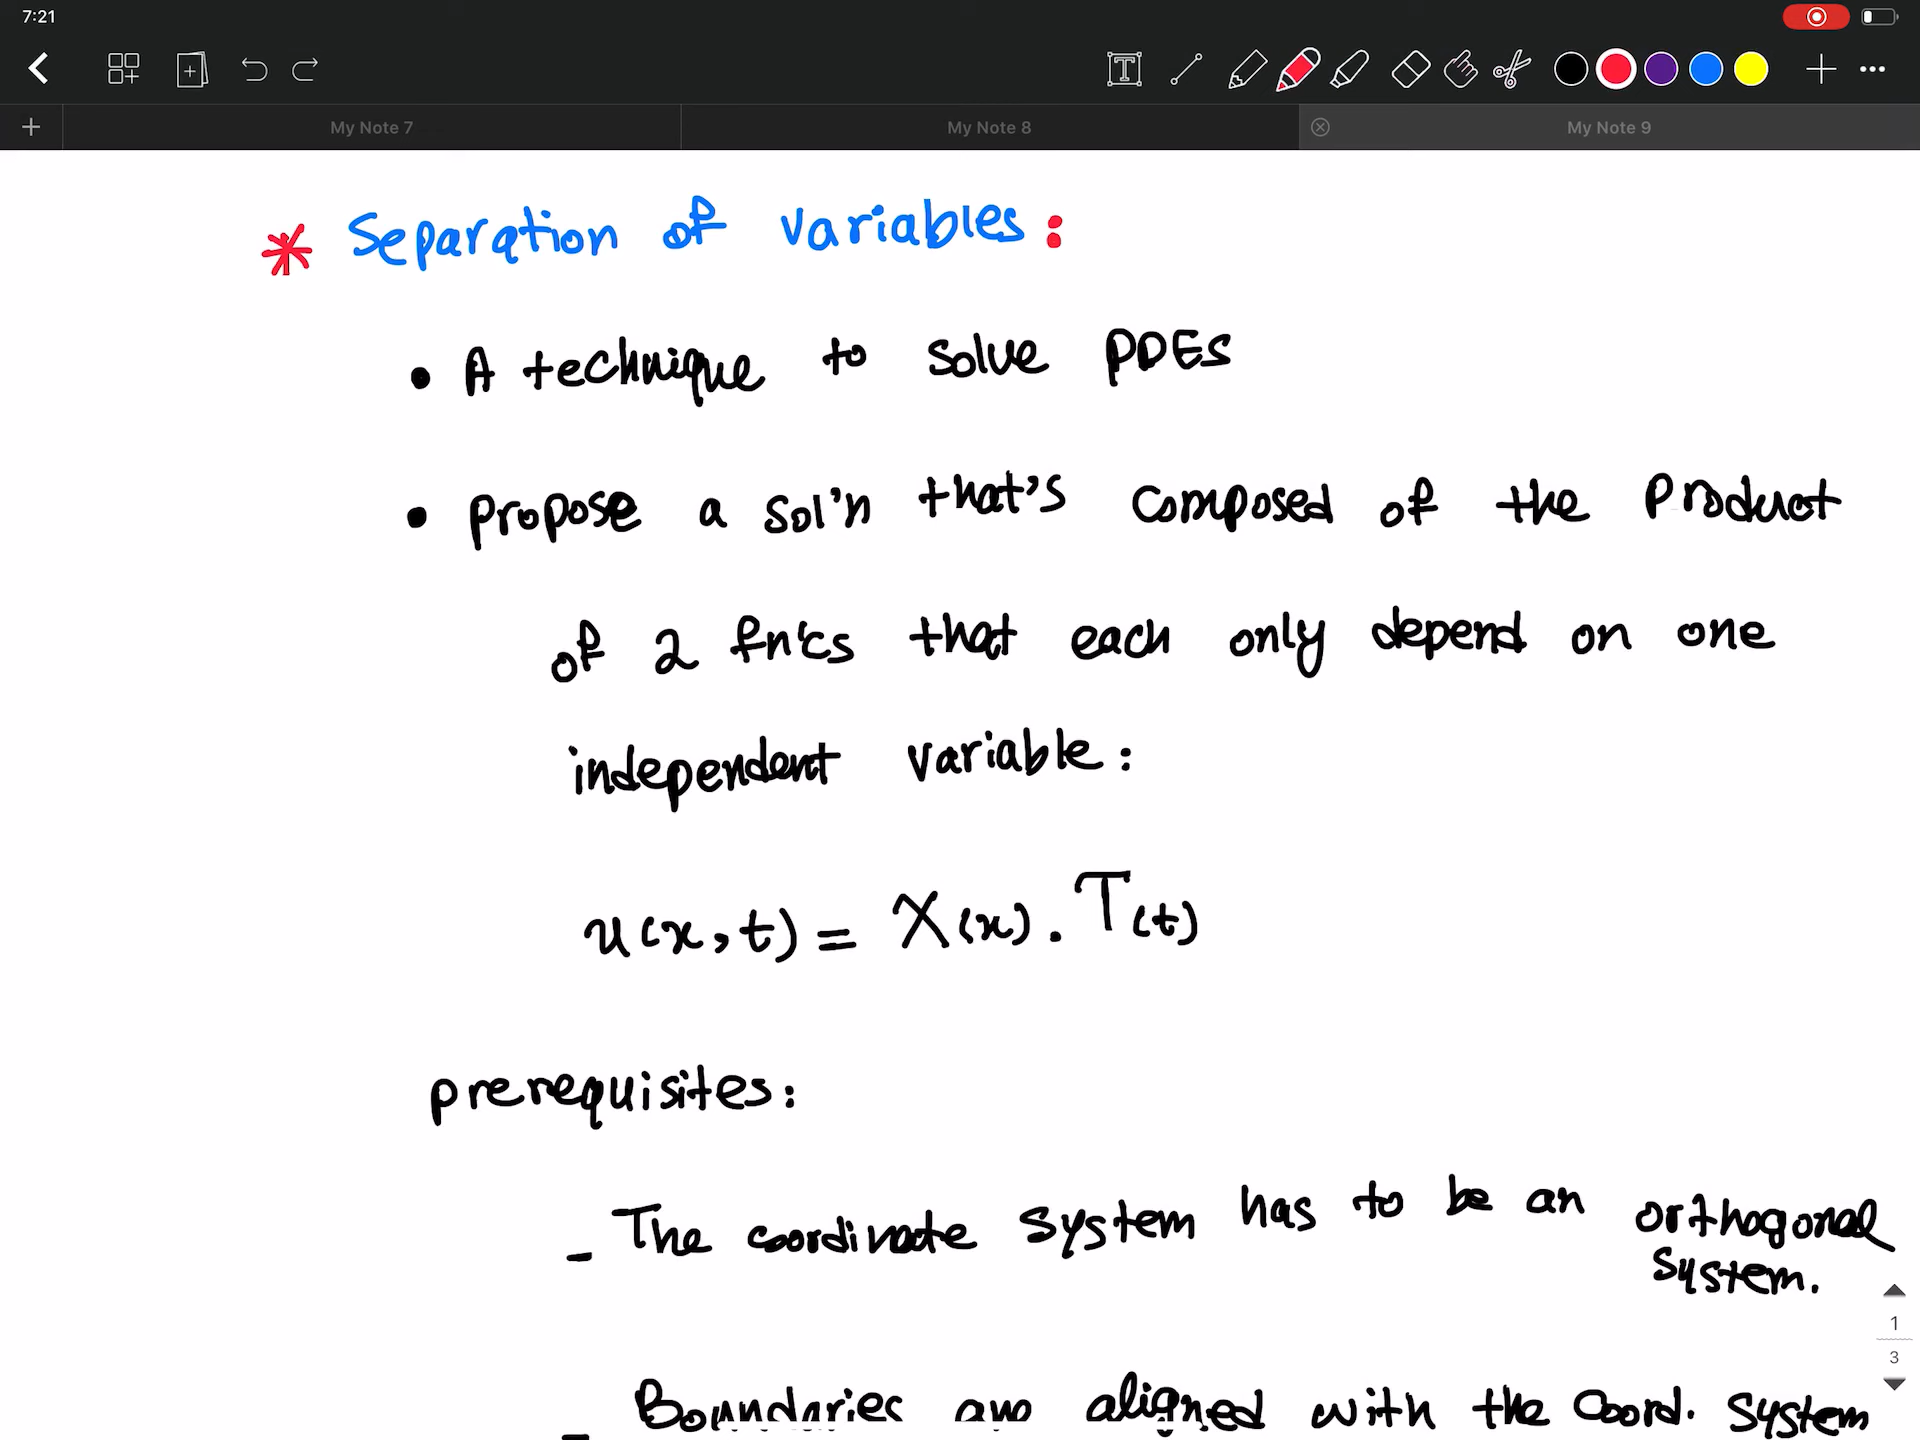 7:21
My Note 7
My Note 8
My Note 9
* Separation of variables:
• A technique to solve PDEs
• propose a sol'n that's composed of the product
of 2 fn'cs that each only depend on one
independent variable:
u(x,t) = X(x) . T(t)
prerequisites:
- The coordinate system has to be an orthogonal
system.
- Boundaries are aligned with the Coord. system
1
3